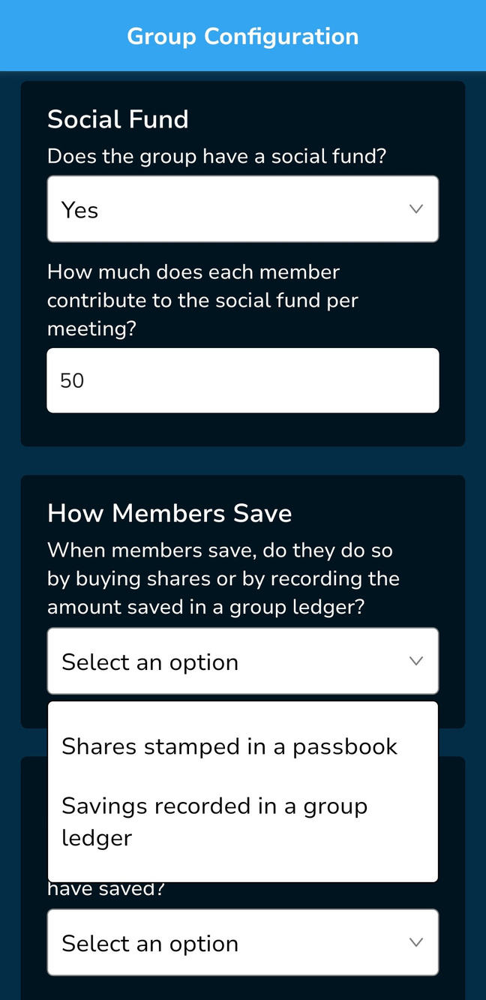 Group Configuration
Social Fund
Does the group have a social fund?
Yes
How much does each member
contribute to the social fund per
meeting?
50
How Members Save
When members save, do they do so
by buying shares or by recording the
amount saved in a group ledger?
Select an option
Shares stamped in a passbook
Savings recorded in a group
ledger
have saved?
Select an option